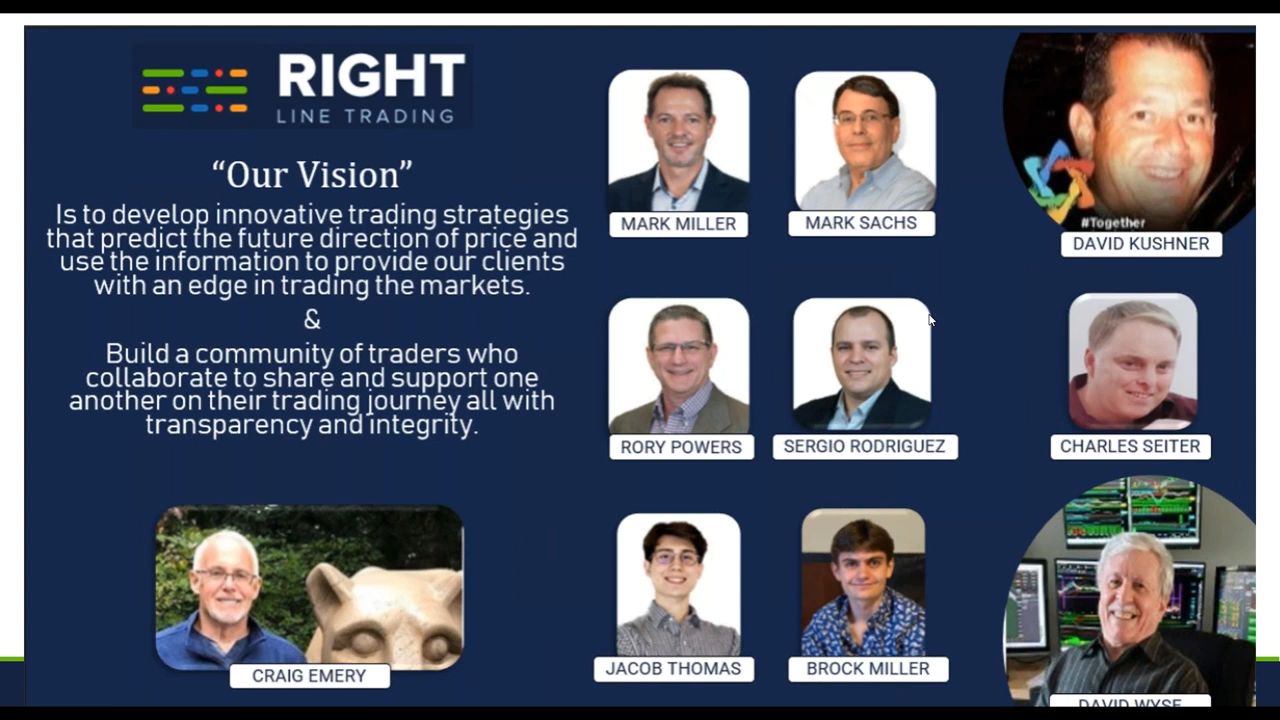 RIGHT
LINE TRADING
“Our Vision”
Is to develop innovative trading strategies
that predict the future direction of price and
use the information to provide our clients
with an edge in trading the markets.
&
Build a community of traders who
collaborate to share and support one
another on their trading journey all with
transparency and integrity.
MARK MILLER
MARK SACHS
#Together
DAVID KUSHNER
RORY POWERS
SERGIO RODRIGUEZ
CHARLES SEITER
CRAIG EMERY
JACOB THOMAS
BROCK MILLER
DAVID WYSE